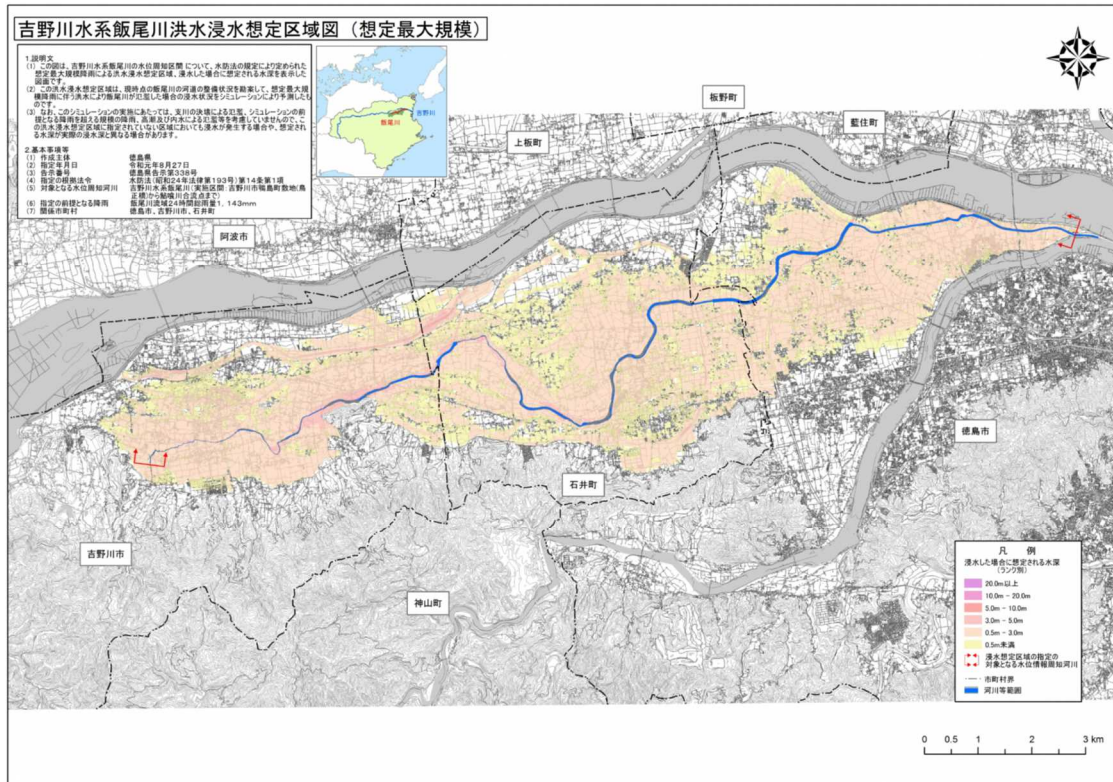 吉野川水系飯尾川洪水浸水想定区域図(想定最大規模)
1.説明文
(1) この図は、吉野川水系飯尾川の水位周知区間について、水防法の規定により定められた
想定最大規模降雨による洪水浸水想定区域、浸水した場合に想定される水深を表示した
図面です。
(2) この洪水浸水想定区域は、現時点の飯尾川の河道の整備状況を勘案して、想定最大規
模降雨に伴う洪水により飯尾川が氾濫した場合の浸水状況をシミュレーションにより予測したも
のです。
(3) なお、このシミュレーションの実施にあたっては、支川の決壊による氾濫、シミュレーションの前
提となる降雨を超える規模の降雨、高潮及び内水による氾濫等を考慮していませんので、こ
の洪水浸水想定区域に指定されていない区域においても浸水が発生する場合や、想定され
る水深が実際の浸水深と異なる場合があります。
2.基本事項等
(1) 作成主体 徳島県
(2) 指定年月日 令和元年8月27日
(3) 告示番号 徳島県告示第338号
(4) 指定の根拠法令 水防法(昭和24年法律第193号)第14条第1項
(5) 対象となる水位周知河川 吉野川水系飯尾川(実施区間:吉野川市鴨島町敷地(鳥
正橋)から鮎喰川合流点まで)
(6) 指定の前提となる降雨 飯尾川流域24時間総雨量1,143mm
(7) 関係市町村 徳島市、吉野川市、石井町
吉野川
飯尾川
板野町
藍住町
上板町
阿波市
徳島市
石井町
吉野川市
神山町
凡 例
浸水した場合に想定される水深
(ランク別)
20.0m以上
10.0m - 20.0m
5.0m - 10.0m
3.0m - 5.0m
0.5m - 3.0m
0.5m未満
浸水想定区域の指定の
対象となる水位情報周知河川
市町村界
河川等範囲
0 0.5 1 2 3 km